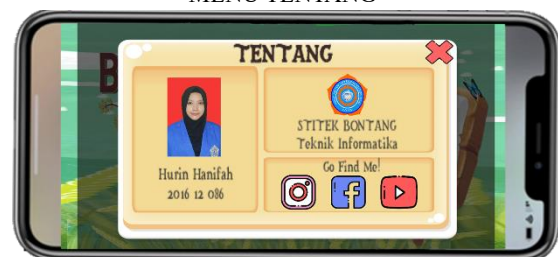 MENU TENTANG
TENTANG
Hurin Hanifah
2016 12 086
STITEK BONTANG
Teknik Informatika
Go Find Me!